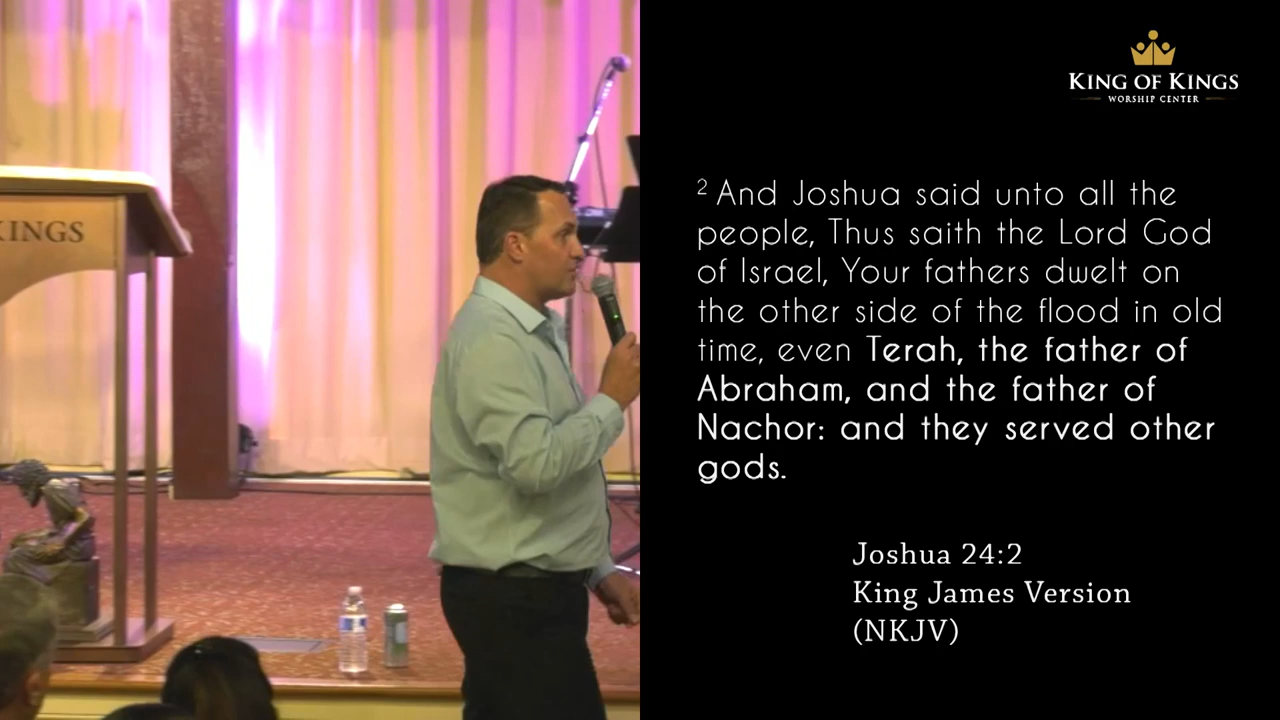 KINGS
KING OF KINGS
WORSHIP CENTER
2 And Joshua said unto all the
people, Thus saith the Lord God
of Israel, Your fathers dwelt on
the other side of the flood in old
time, even Terah, the father of
Abraham, and the father of
Nachor: and they served other
gods.
Joshua 24:2
King James Version
(NKJV)